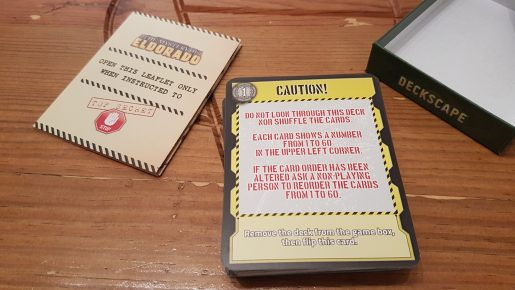 THE MYSTERY OF
ELDORADO
OPEN THIS LEAFLET ONLY
WHEN INSTRUCTED TO
TOP SECRET
STOP
DECKSCAPE
CAUTION!
DO NOT LOOK THROUGH THIS DECK
NOR SHUFFLE THE CARDS.
EACH CARD SHOWS A NUMBER
FROM 1 TO 60
IN THE UPPER LEFT CORNER.
IF THE CARD ORDER HAS BEEN
ALTERED ASK A NON-PLAYING
PERSON TO REORDER THE CARDS
FROM 1 TO 60.
Remove the deck from the game box,
then flip this card.